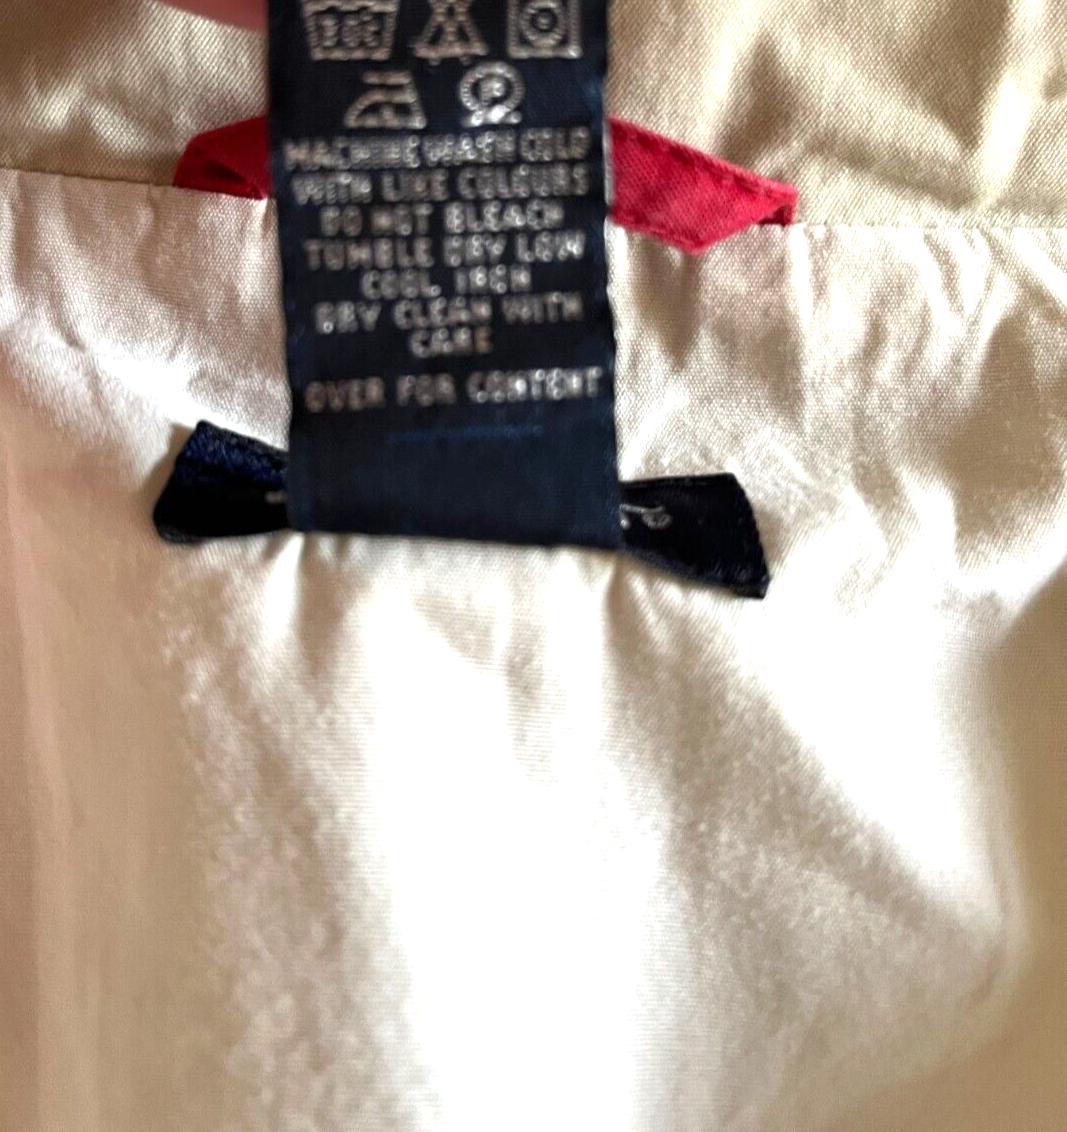 30C
P
MACHINE WASH COLD
WITH LIKE COLOURS
DO NOT BLEACH
TUMBLE DRY LOW
COOL IRON
DRY CLEAN WITH
CARE
OVER FOR CONTENT